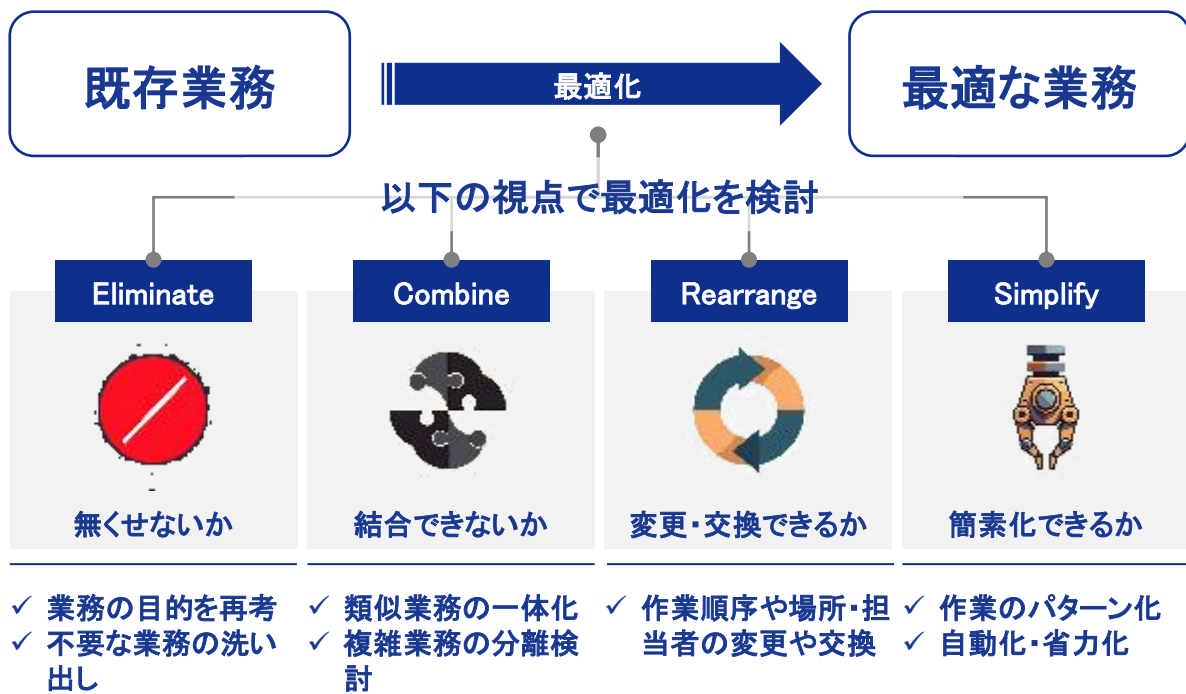 既存業務
最適化
最適な業務
以下の視点で最適化を検討
Eliminate
Combine
Rearrange
Simplify
無くせないか
結合できないか
変更・交換できるか
簡素化できるか
✓ 業務の目的を再考
✓ 不要な業務の洗い
出し
✓ 類似業務の一体化
✓ 複雑業務の分離検
討
✓ 作業順序や場所・担
当者の変更や交換
✓ 作業のパターン化
✓ 自動化・省力化